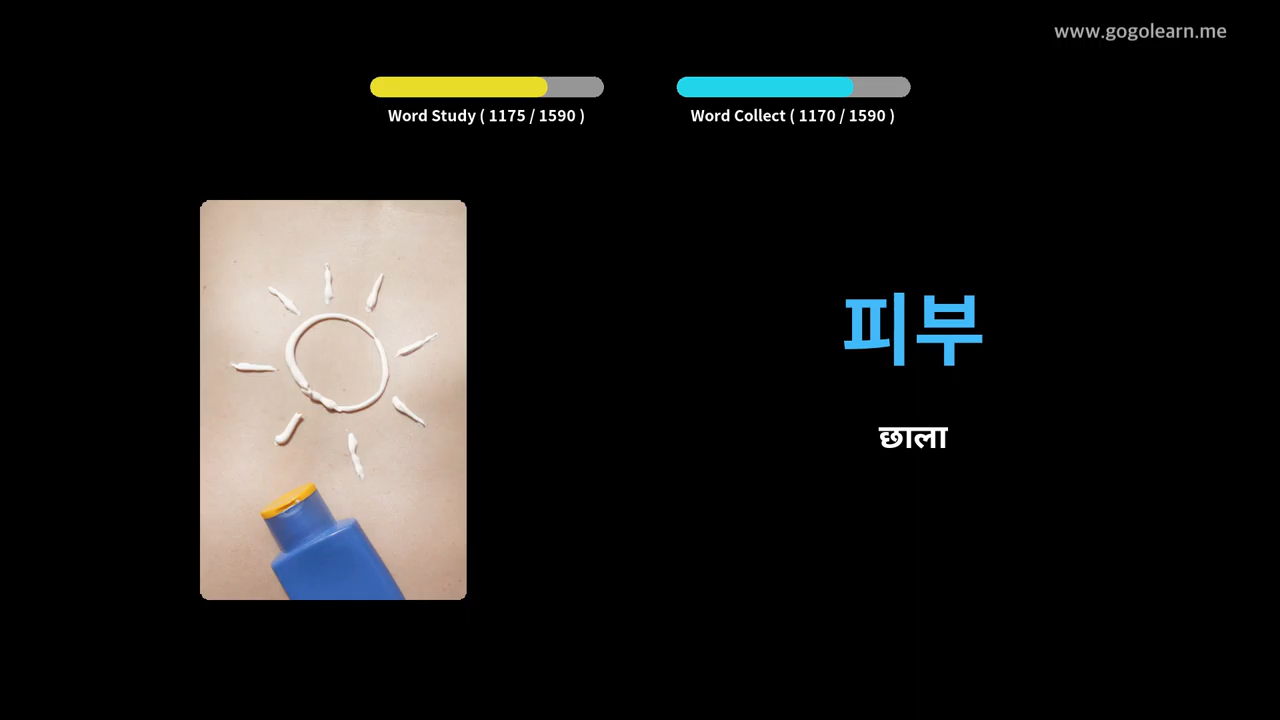 www.gogolearn.me
Word Study ( 1175 / 1590 )
Word Collect ( 1170 / 1590 )
피부
छाला